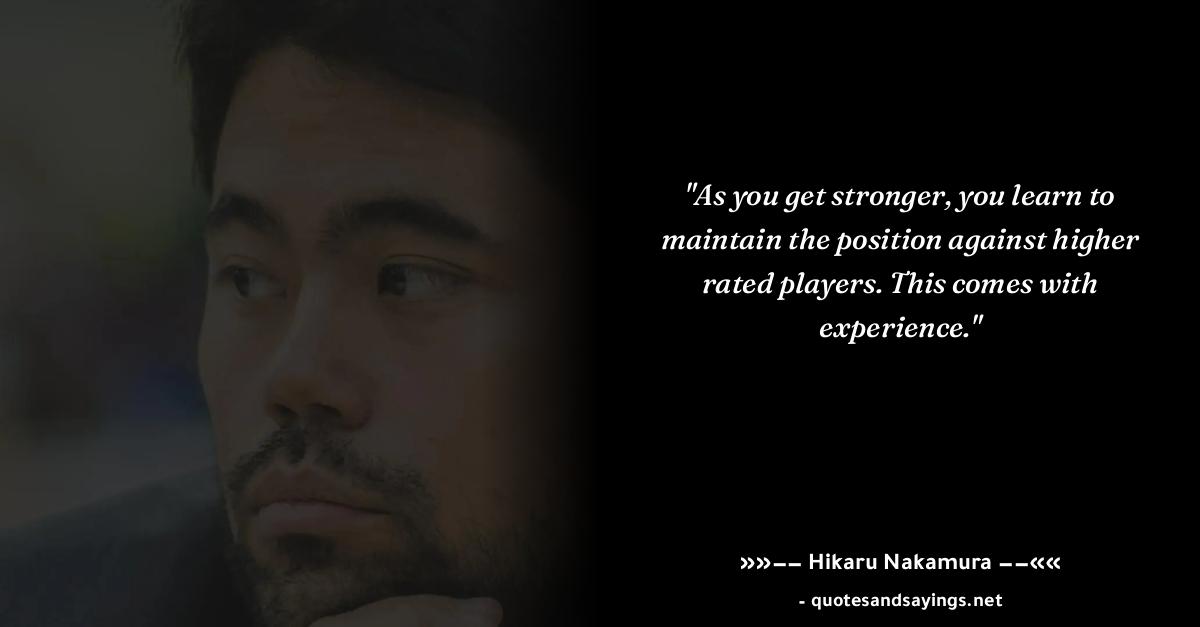 "As you get stronger, you learn to
maintain the position against higher
rated players. This comes with
experience."
»»–– Hikaru Nakamura ––««
- quotesandsayings.net